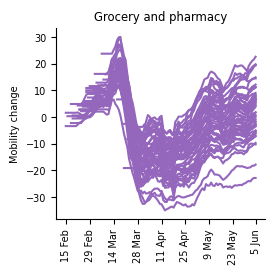 Grocery and pharmacy
Mobility change
30
20
10
0
−10
−20
−30
15 Feb
29 Feb
14 Mar
28 Mar
11 Apr
25 Apr
9 May
23 May
5 Jun